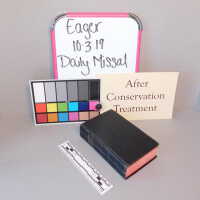 Eager
10·3·19
Daily Missal
After
Conservation
Treatment